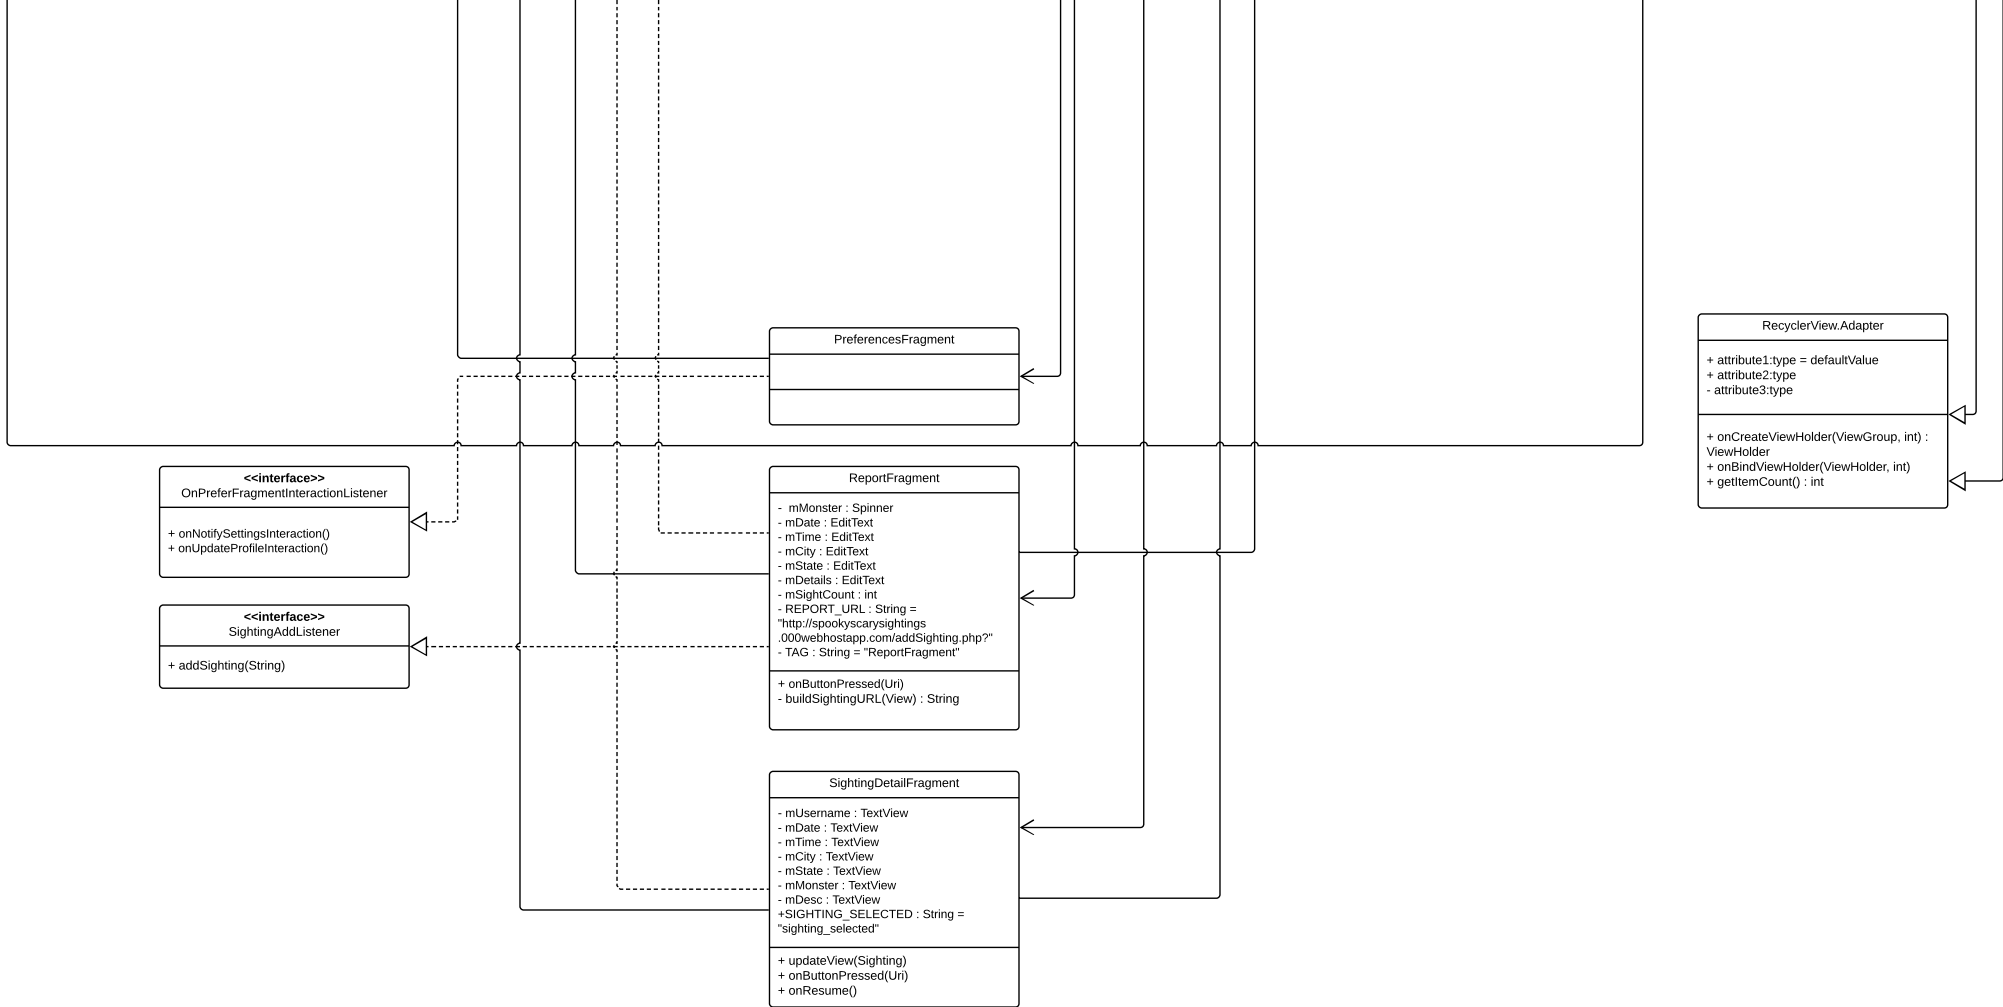 PreferencesFragment
RecyclerView.Adapter
+ attribute1:type = defaultValue
+ attribute2:type
- attribute3:type
+ onCreateViewHolder(ViewGroup, int) :
ViewHolder
+ onBindViewHolder(ViewHolder, int)
+ getItemCount() : int
<<interface>>
OnPreferFragmentInteractionListener
+ onNotifySettingsInteraction()
+ onUpdateProfileInteraction()
<<interface>>
SightingAddListener
+ addSighting(String)
ReportFragment
-  mMonster : Spinner
- mDate : EditText
- mTime : EditText
- mCity : EditText
- mState : EditText
- mDetails : EditText
- mSightCount : int
- REPORT_URL : String =
"http://spookyscarysightings
.000webhostapp.com/addSighting.php?"
- TAG : String = "ReportFragment"
+ onButtonPressed(Uri)
- buildSightingURL(View) : String
SightingDetailFragment
- mUsername : TextView
- mDate : TextView
- mTime : TextView
- mCity : TextView
- mState : TextView
- mMonster : TextView
- mDesc : TextView
+SIGHTING_SELECTED : String =
"sighting_selected"
+ updateView(Sighting)
+ onButtonPressed(Uri)
+ onResume()